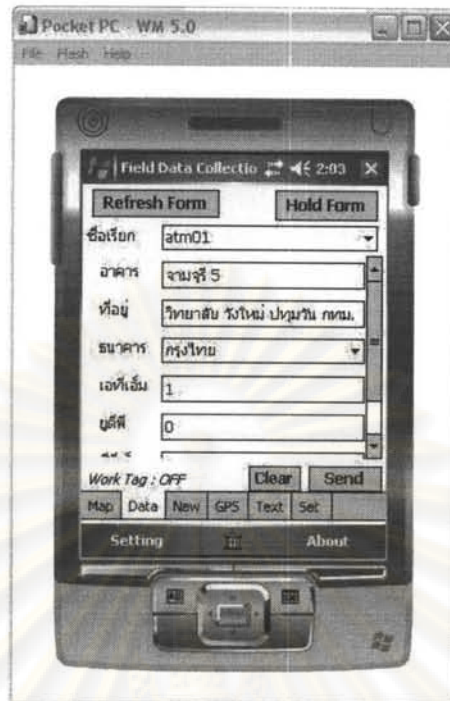 Pocket PC - WM 5.0
File Flash Help
Field Data Collectio 2:03
Refresh Form Hold Form
ชื่อเรียก atm01
อาคาร จามจุรี 5
ที่อยู่ วิทยาลัย วังใหม่ ปทุมวัน กทม.
ธนาคาร กรุงไทย
เอทีเอ็ม 1
ยูดีพี 0
Work Tag : OFF Clear Send
Map Data New GPS Text Set
Setting About